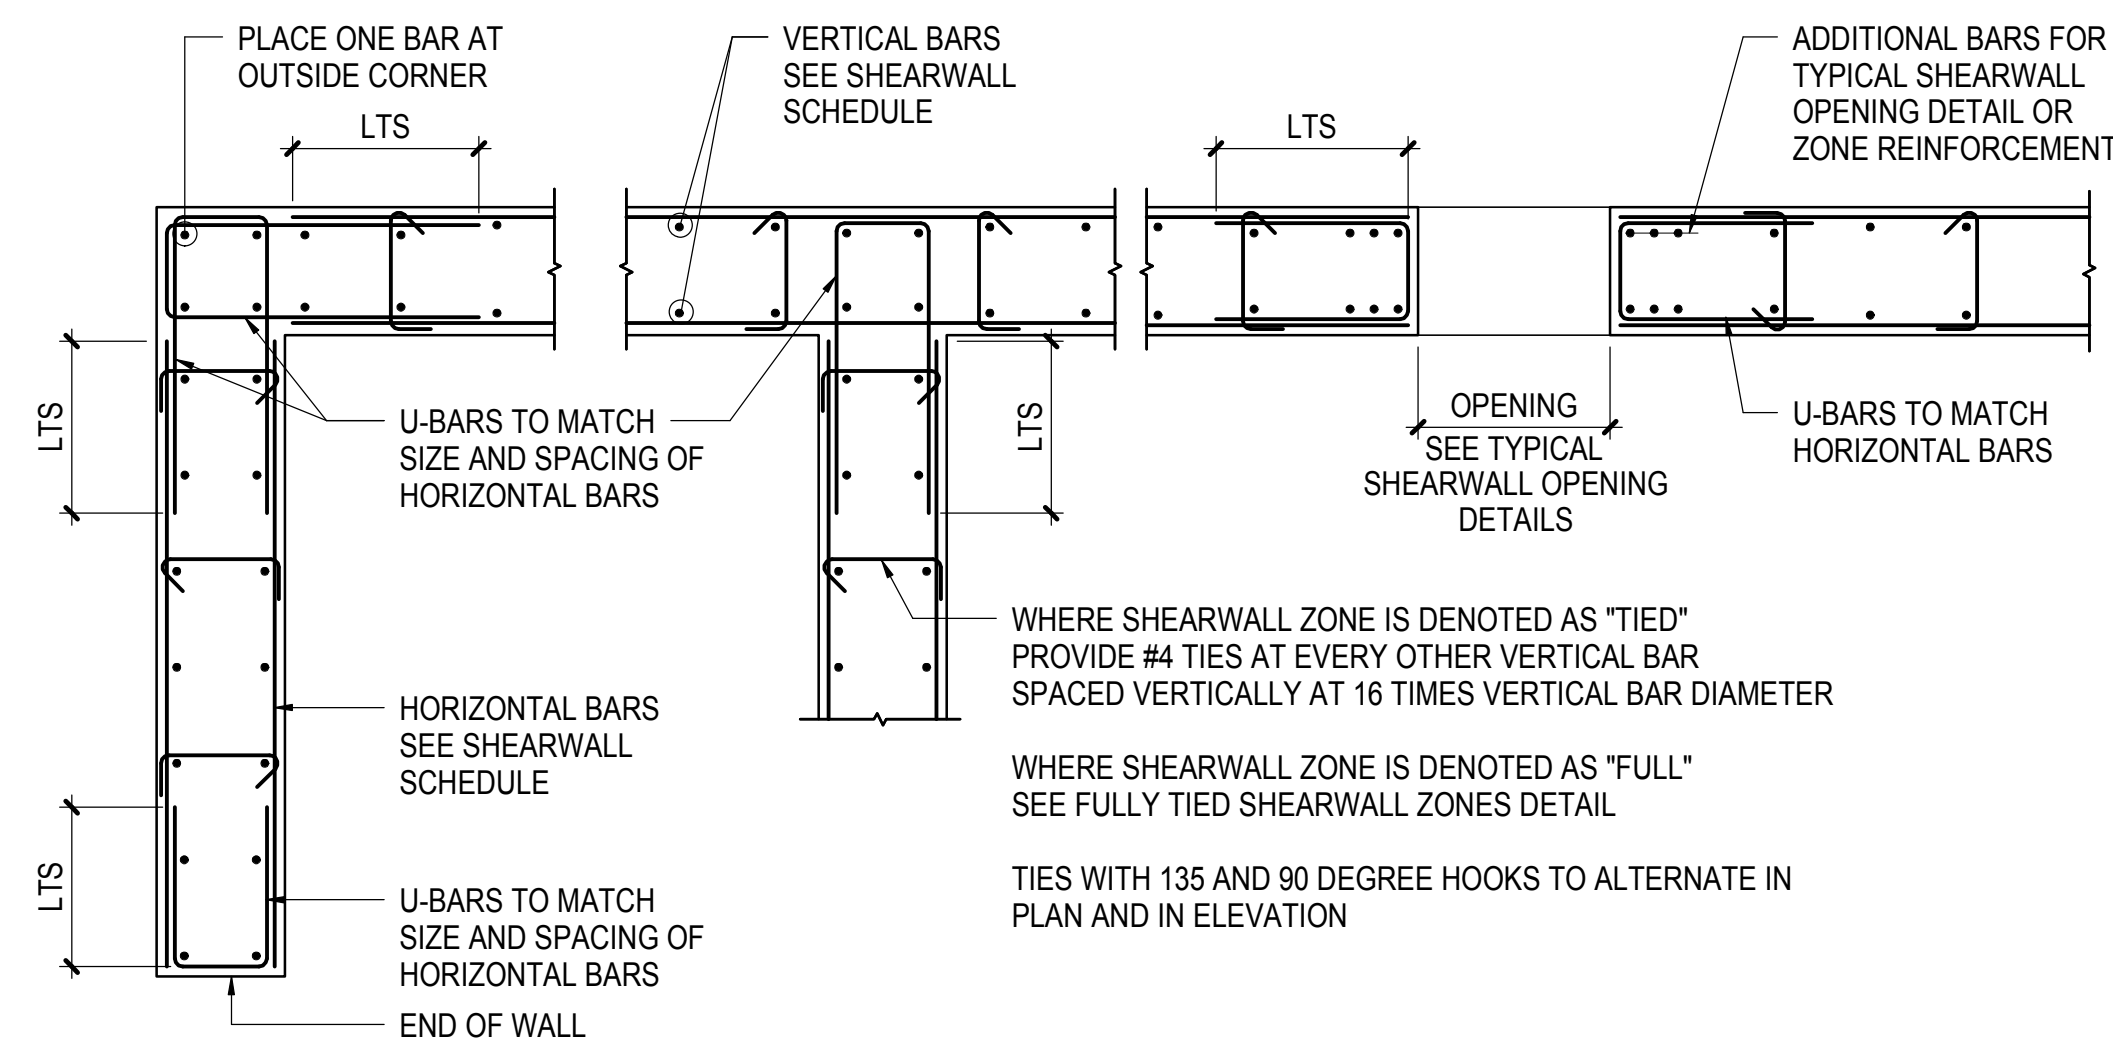 PLACE ONE BAR AT
OUTSIDE CORNER
LTS
VERTICAL BARS
SEE SHEARWALL
SCHEDULE
LTS
ADDITIONAL BARS FOR
TYPICAL SHEARWALL
OPENING DETAIL OR
ZONE REINFORCEMENT
LTS
U-BARS TO MATCH
SIZE AND SPACING OF
HORIZONTAL BARS
LTS
OPENING
SEE TYPICAL
SHEARWALL OPENING
DETAILS
U-BARS TO MATCH
HORIZONTAL BARS
WHERE SHEARWALL ZONE IS DENOTED AS "TIED"
PROVIDE #4 TIES AT EVERY OTHER VERTICAL BAR
SPACED VERTICALLY AT 16 TIMES VERTICAL BAR DIAMETER
WHERE SHEARWALL ZONE IS DENOTED AS "FULL"
SEE FULLY TIED SHEARWALL ZONES DETAIL
TIES WITH 135 AND 90 DEGREE HOOKS TO ALTERNATE IN
PLAN AND IN ELEVATION
HORIZONTAL BARS
SEE SHEARWALL
SCHEDULE
LTS
U-BARS TO MATCH
SIZE AND SPACING OF
HORIZONTAL BARS
END OF WALL